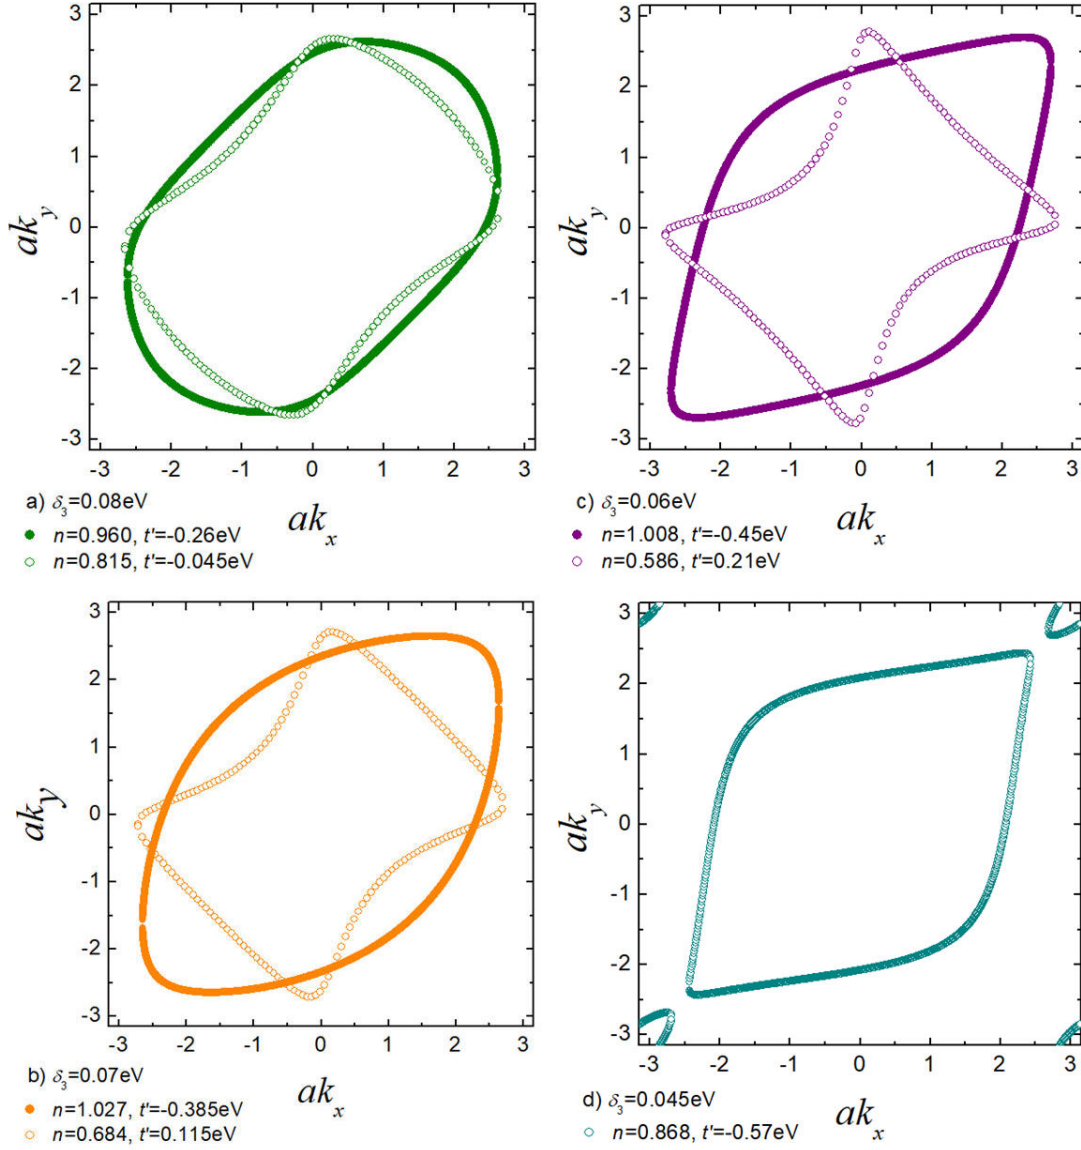 3
2
1
0
-1
-2
-3
ak_y
-3 -2 -1 0 1 2 3
a) δ₃=0.08eV
ak_x
n=0.960, t'=-0.26eV
n=0.815, t'=-0.045eV
3
2
1
0
-1
-2
-3
ak_y
-3 -2 -1 0 1 2 3
c) δ₃=0.06eV
ak_x
n=1.008, t'=-0.45eV
n=0.586, t'=0.21eV
3
2
1
0
-1
-2
-3
aky
-3 -2 -1 0 1 2 3
b) δ₃=0.07eV
ak_x
n=1.027, t'=-0.385eV
n=0.684, t'=0.115eV
3
2
1
0
-1
-2
-3
ak_y
-3 -2 -1 0 1 2 3
d) δ₃=0.045eV
ak_x
n=0.868, t'=-0.57eV